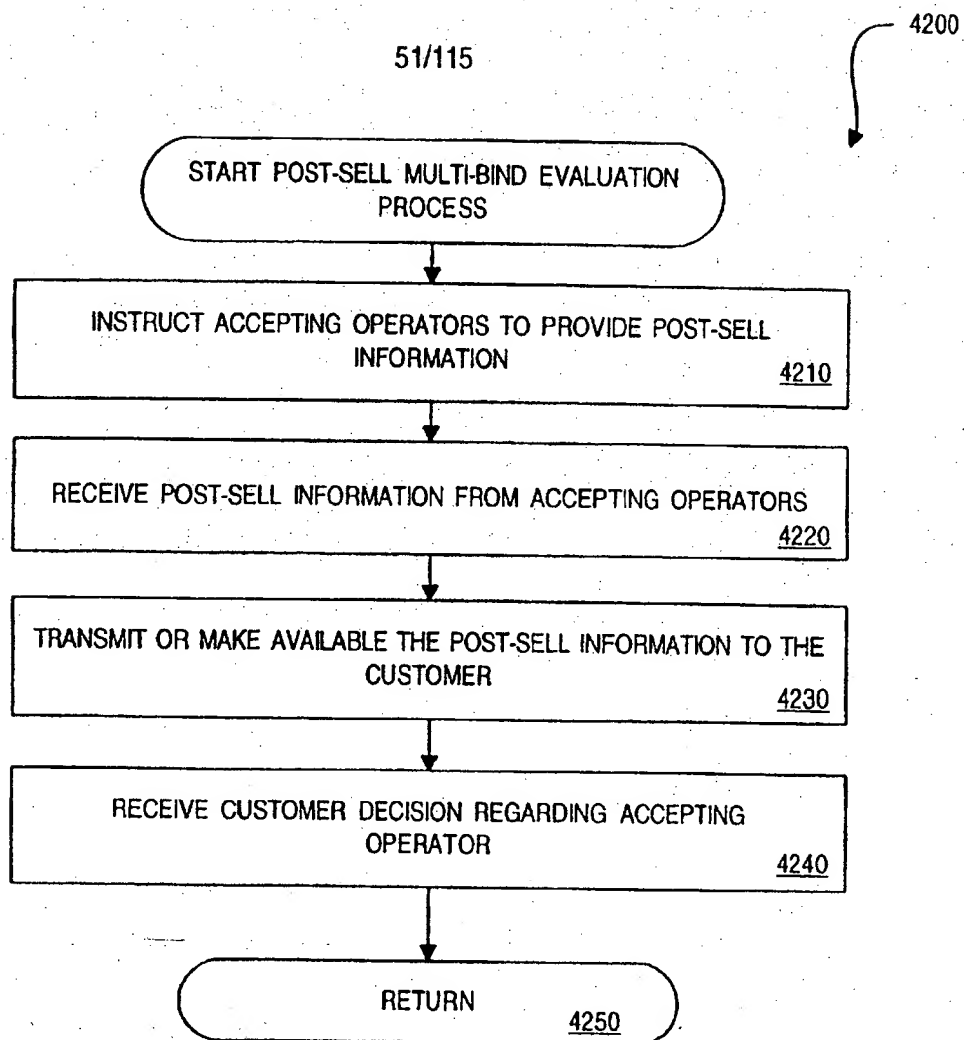 4200
51/115
START POST-SELL MULTI-BIND EVALUATION
PROCESS
INSTRUCT ACCEPTING OPERATORS TO PROVIDE POST-SELL
INFORMATION
4210
RECEIVE POST-SELL INFORMATION FROM ACCEPTING OPERATORS
4220
TRANSMIT OR MAKE AVAILABLE THE POST-SELL INFORMATION TO THE
CUSTOMER
4230
RECEIVE CUSTOMER DECISION REGARDING ACCEPTING
OPERATOR
4240
RETURN
4250